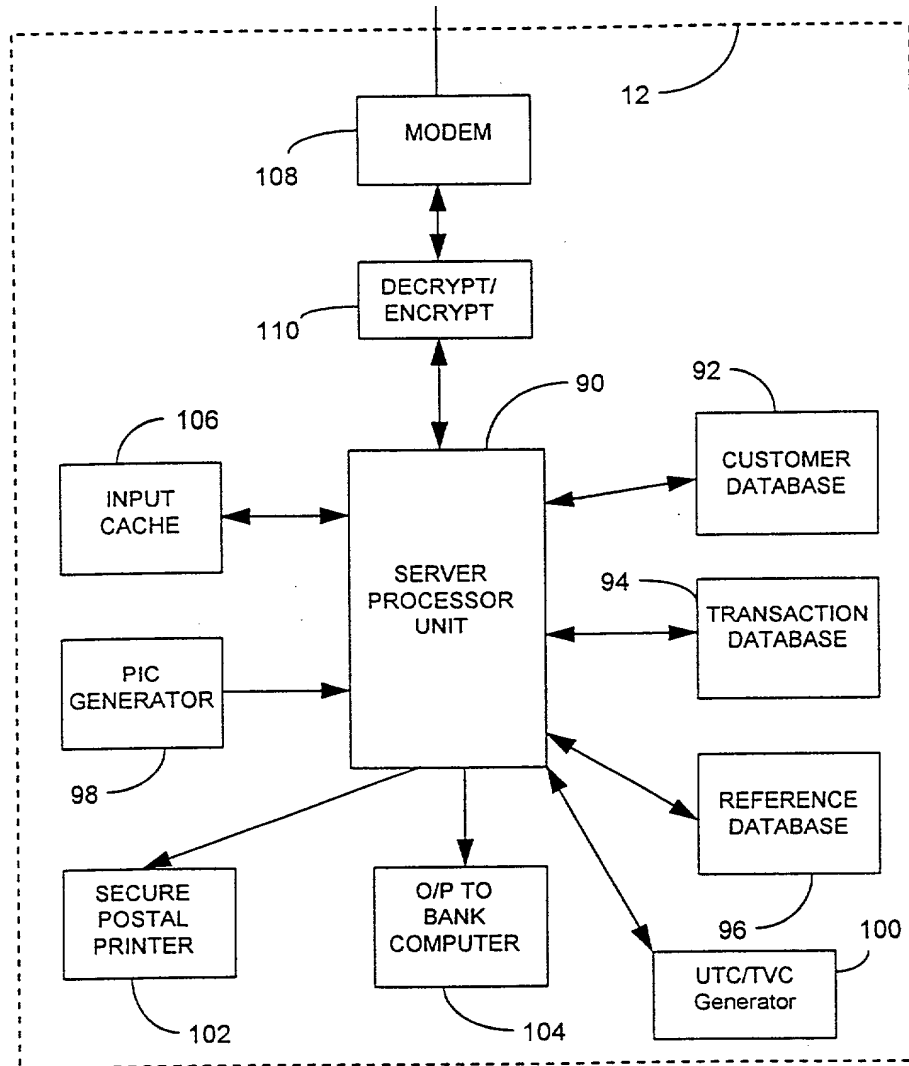 12
MODEM
108
DECRYPT/
ENCRYPT
110
90
92
106
CUSTOMER
DATABASE
INPUT
CACHE
SERVER
PROCESSOR
UNIT
94
TRANSACTION
DATABASE
PIC
GENERATOR
98
REFERENCE
DATABASE
SECURE
POSTAL
PRINTER
O/P TO
BANK
COMPUTER
96
100
UTC/TVC
Generator
102
104